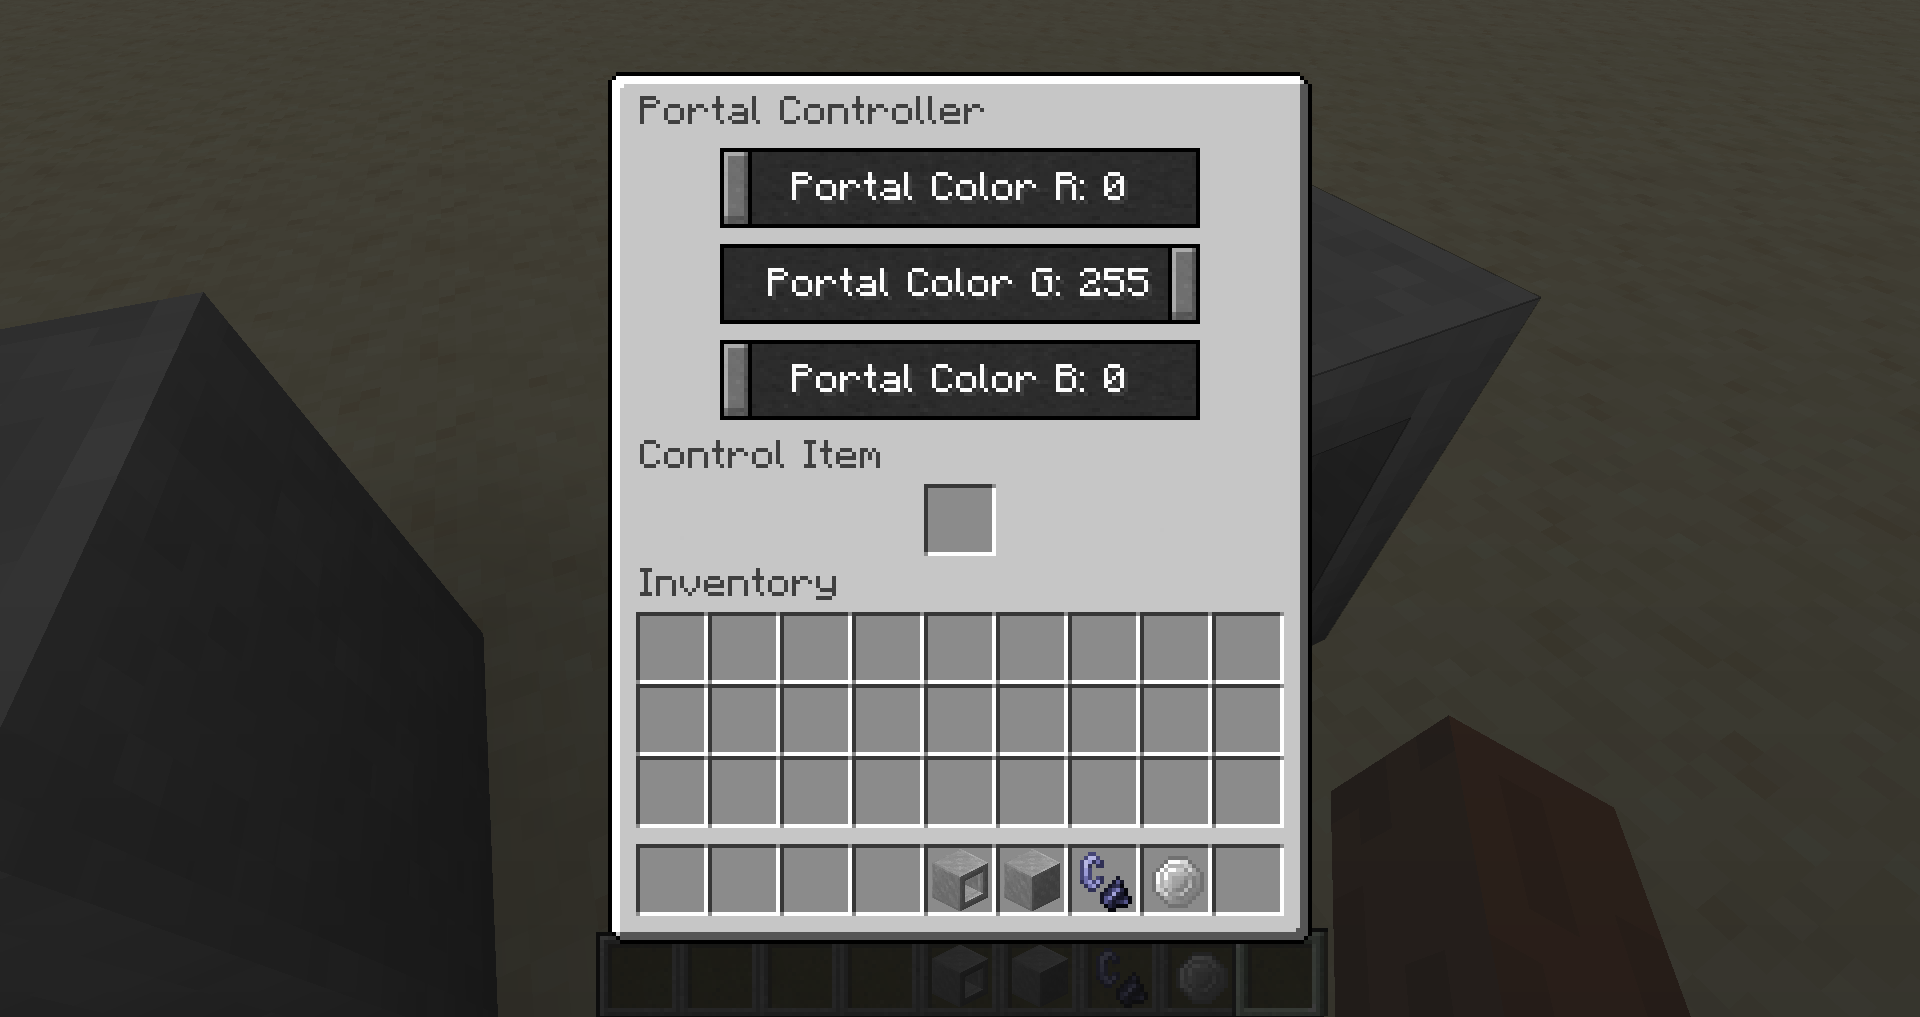 Portal Controller
Portal Color R: 0
Portal Color G: 255
Portal Color B: 0
Control Item
Inventory